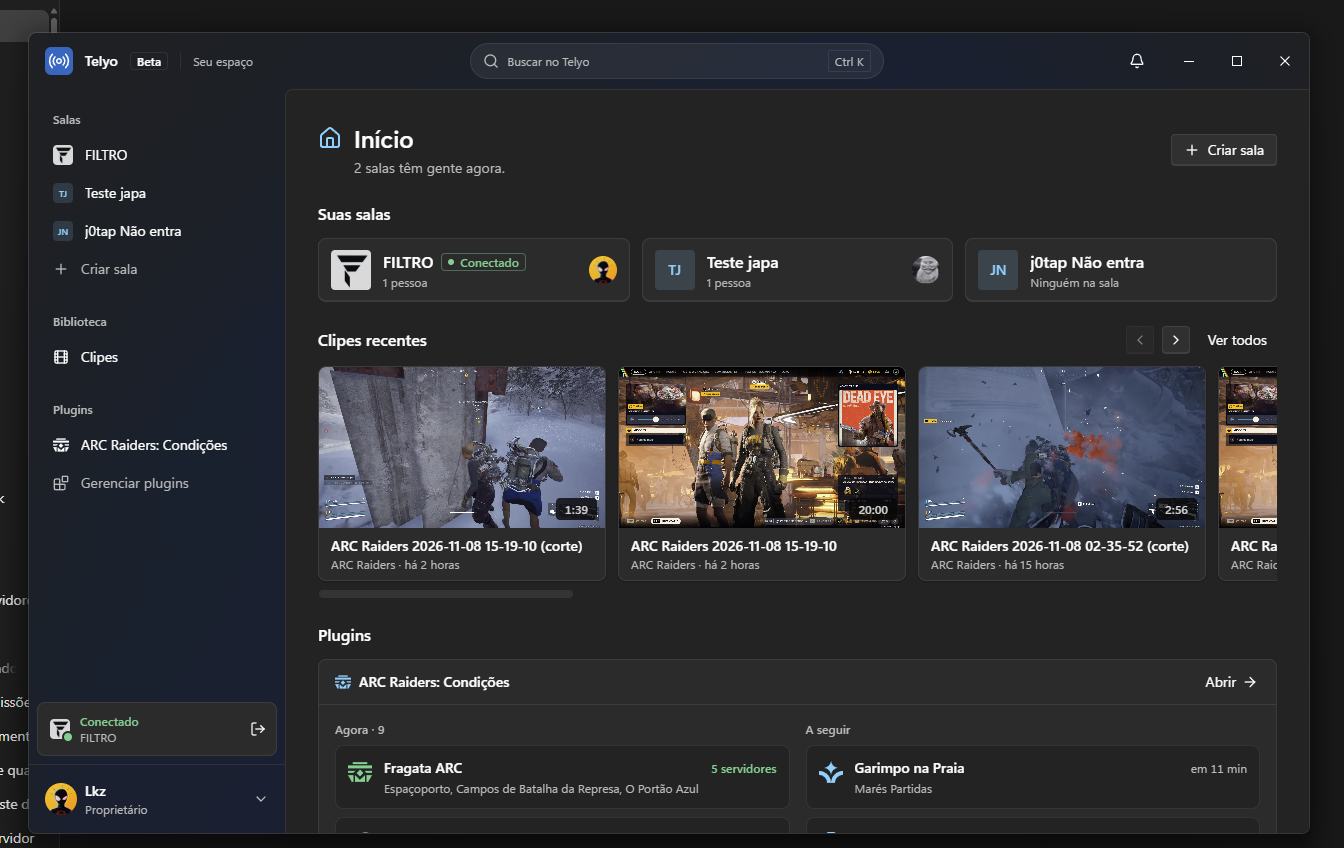 Telyo
Beta
Seu espaço
Buscar no Telyo
Ctrl K
Salas
FILTRO
TJ
Teste japa
JN
j0tap Não entra
Criar sala
Biblioteca
Clipes
Plugins
ARC Raiders: Condições
Gerenciar plugins
Conectado
FILTRO
Lkz
Proprietário
Início
2 salas têm gente agora.
Criar sala
Suas salas
FILTRO
Conectado
1 pessoa
TJ
Teste japa
1 pessoa
JN
j0tap Não entra
Ninguém na sala
Clipes recentes
Ver todos
1:39
ARC Raiders 2026-11-08 15-19-10 (corte)
ARC Raiders · há 2 horas
DEAD EYE
20:00
ARC Raiders 2026-11-08 15-19-10
ARC Raiders · há 2 horas
2:56
ARC Raiders 2026-11-08 02-35-52 (corte)
ARC Raiders · há 15 horas
ARC Ra
ARC Raid
Plugins
ARC Raiders: Condições
Abrir
Agora · 9
Fragata ARC
5 servidores
Espaçoporto, Campos de Batalha da Represa, O Portão Azul
A seguir
Garimpo na Praia
em 11 min
Marés Partidas